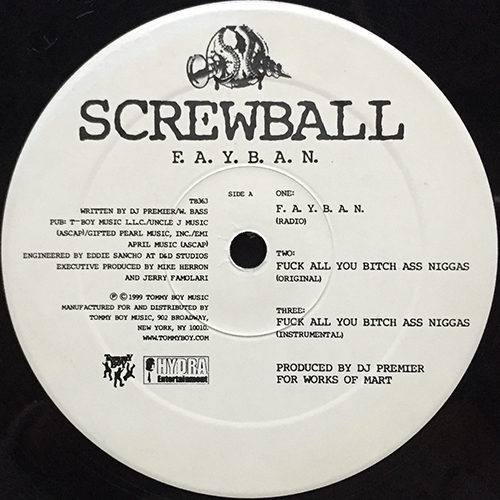 SCREWBALL
F. A. Y. B. A. N.
TB363
WRITTEN BY DJ PREMIER/W. BASS
PUB: T-BOY MUSIC L.L.C./UNCLE J MUSIC
(ASCAP)/GIFTED PEARL MUSIC, INC./EMI
APRIL MUSIC (ASCAP)
ENGINEERED BY EDDIE SANCHO AT D&D STUDIOS
EXECUTIVE PRODUCED BY MIKE HERRON
AND JERRY FAMOLARI
℗ © 1999 TOMMY BOY MUSIC
MANUFACTURED FOR AND DISTRIBUTED BY
TOMMY BOY MUSIC, 902 BROADWAY,
NEW YORK, NY 10010.
WWW.TOMMYBOY.COM
TOMMY BOY
HYDRA
Entertainment
SIDE A
ONE:
F. A. Y. B. A. N.
(RADIO)
TWO:
FUCK ALL YOU BITCH ASS NIGGAS
(ORIGINAL)
THREE:
FUCK ALL YOU BITCH ASS NIGGAS
(INSTRUMENTAL)
PRODUCED BY DJ PREMIER
FOR WORKS OF MART